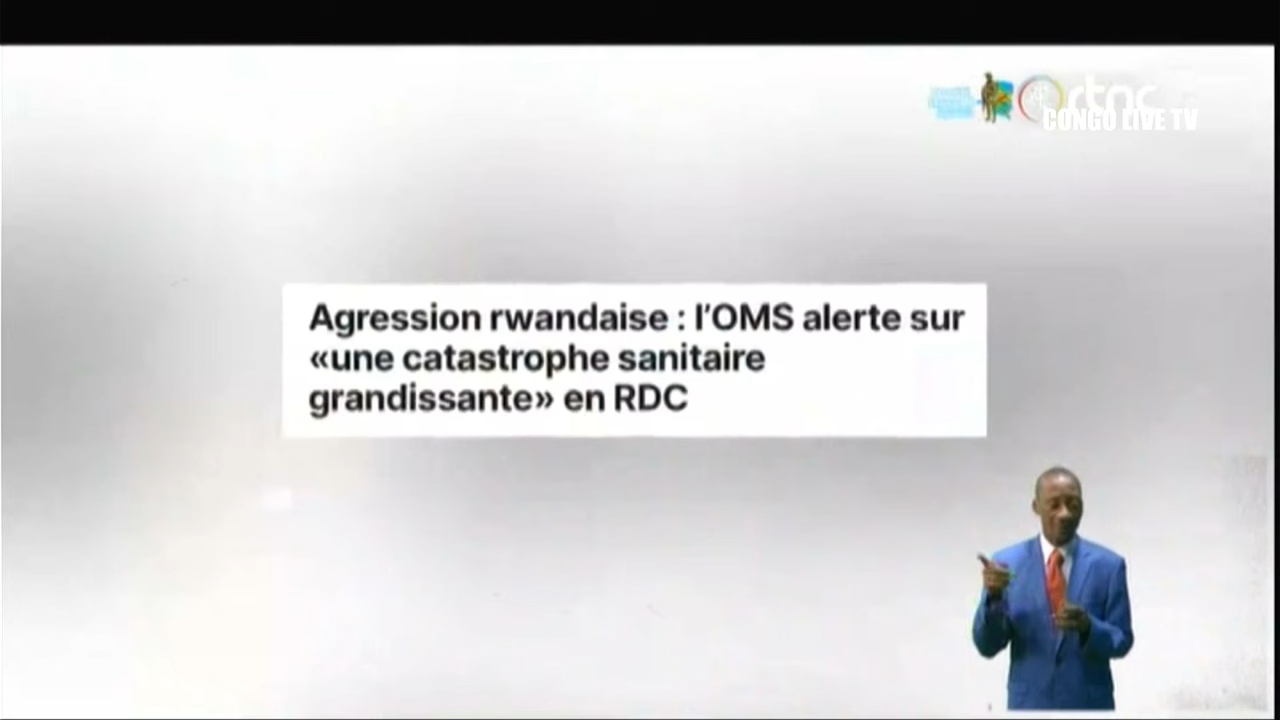 rtnc
CONGO LIVE TV
Agression rwandaise : l'OMS alerte sur
«une catastrophe sanitaire
grandissante» en RDC